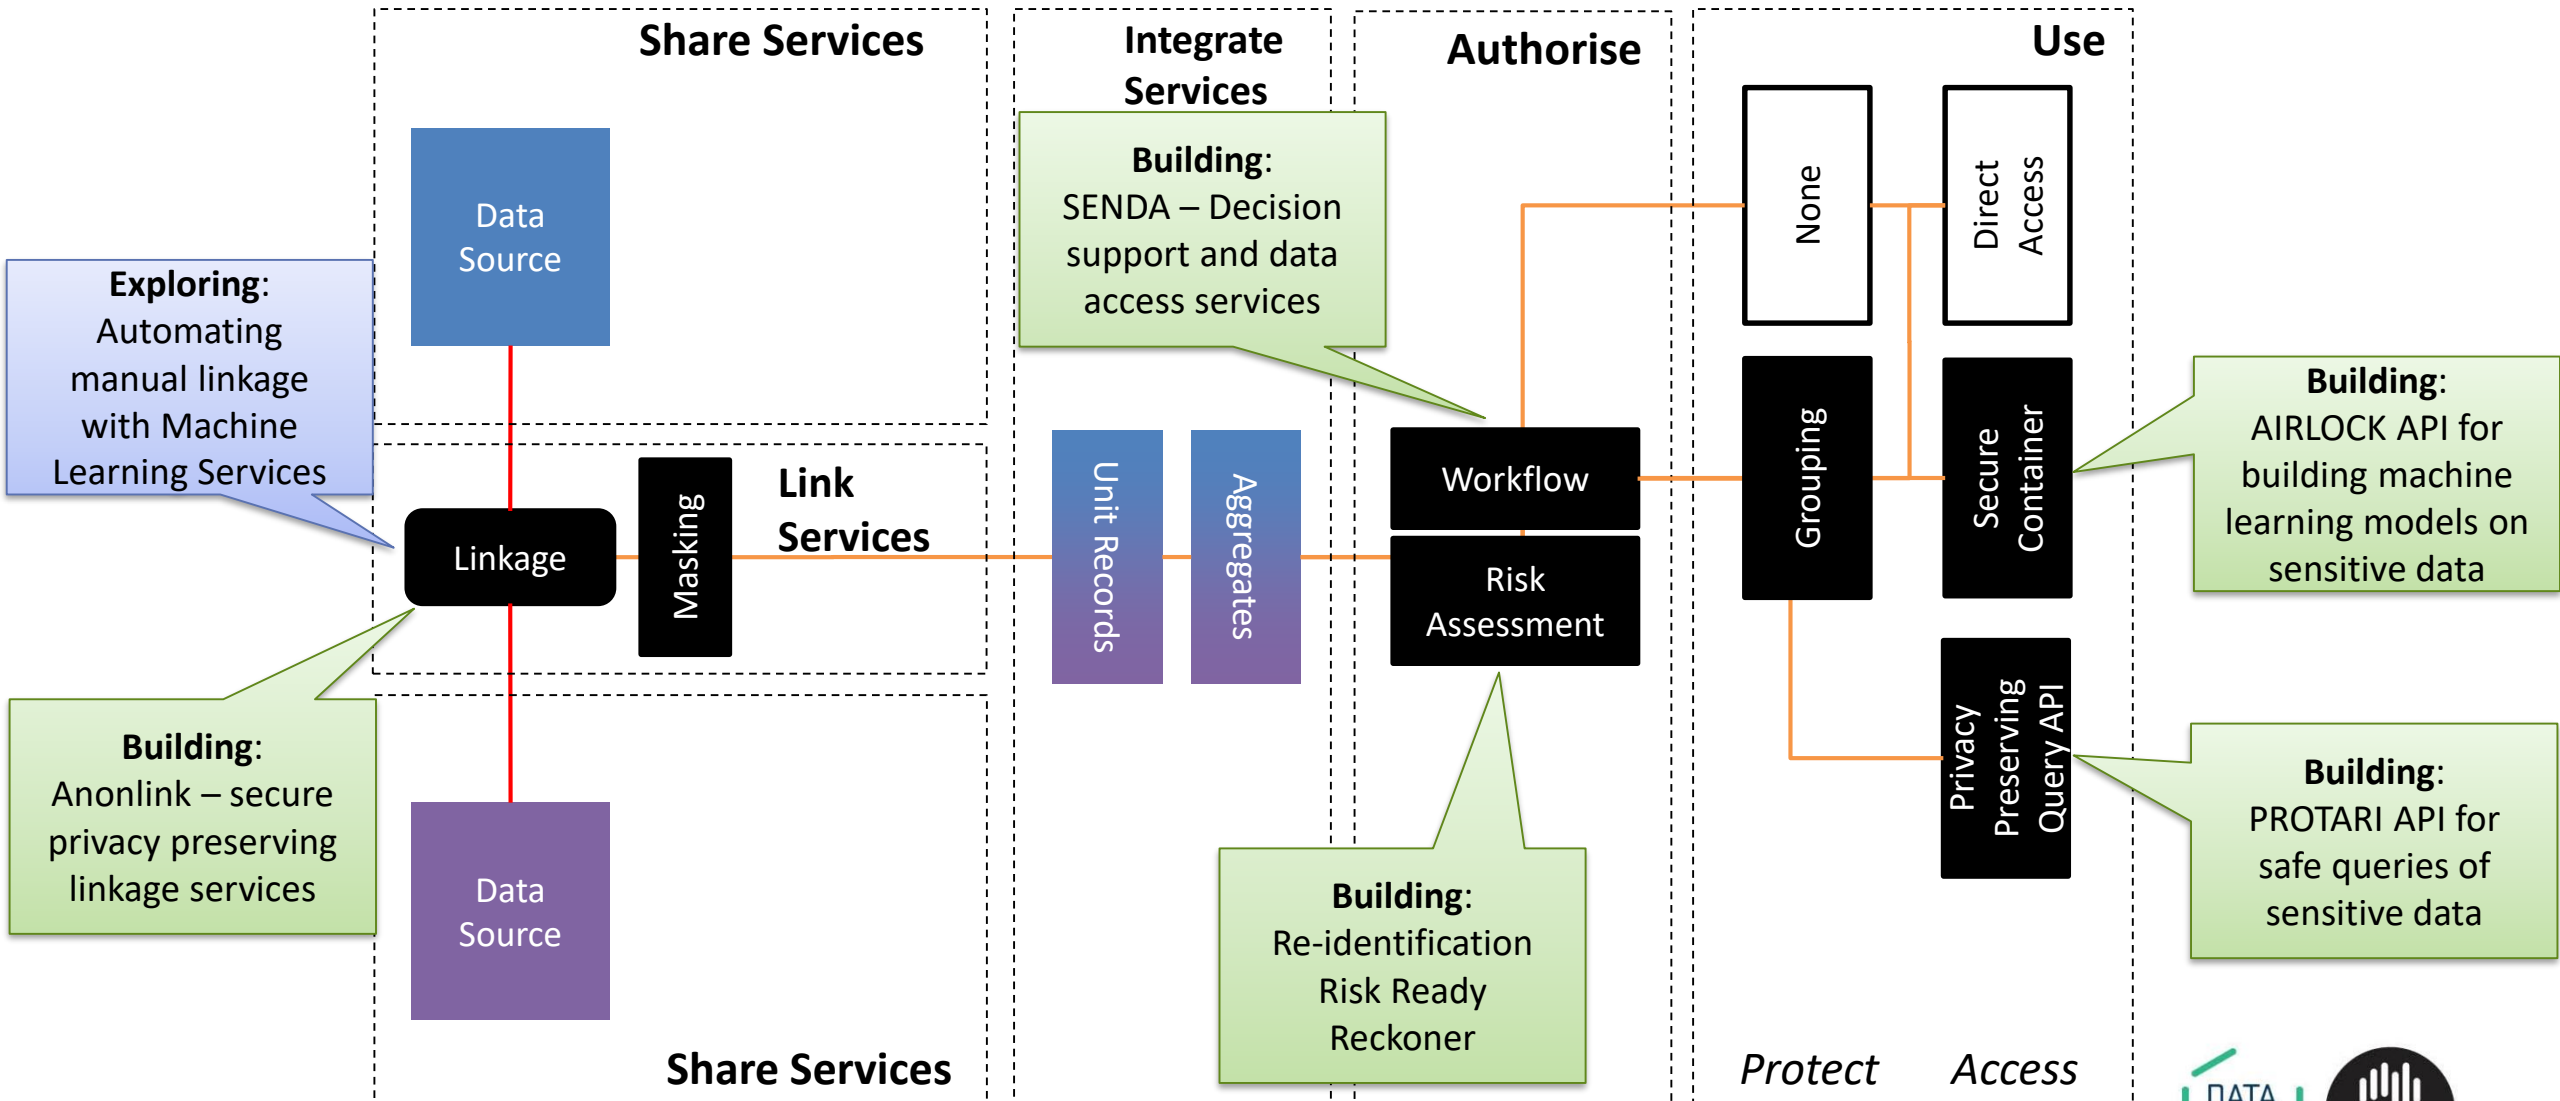 Share Services
Integrate
Services
Authorise
Use
Data
Source
Exploring:
Automating
manual linkage
with Machine
Learning Services
Building:
SENDA – Decision
support and data
access services
None
Direct
Access
Link
Services
Linkage
Masking
Unit Records
Aggregates
Workflow
Risk
Assessment
Grouping
Secure
Container
Building:
AIRLOCK API for
building machine
learning models on
sensitive data
Building:
Anonlink – secure
privacy preserving
linkage services
Data
Source
Share Services
Building:
Re-identification
Risk Ready
Reckoner
Privacy
Preserving
Query API
Building:
PROTARI API for
safe queries of
sensitive data
Protect
Access
DATA